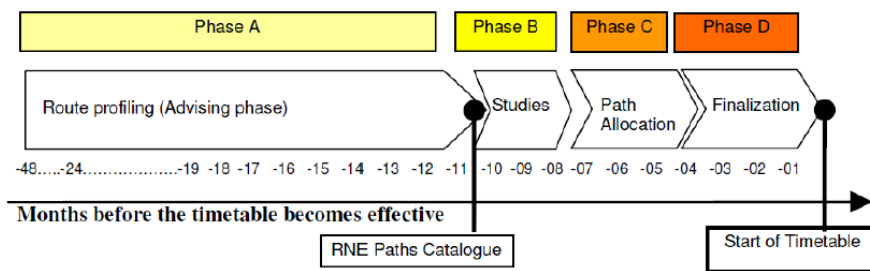 Phase A Phase B Phase C Phase D
Route profiling (Advising phase) Studies Path Allocation Finalization
-48.....-24..................-19 -18 -17 -16 -15 -14 -13 -12 -11 -10 -09 -08 -07 -06 -05 -04 -03 -02 -01
Months before the timetable becomes effective
RNE Paths Catalogue Start of Timetable